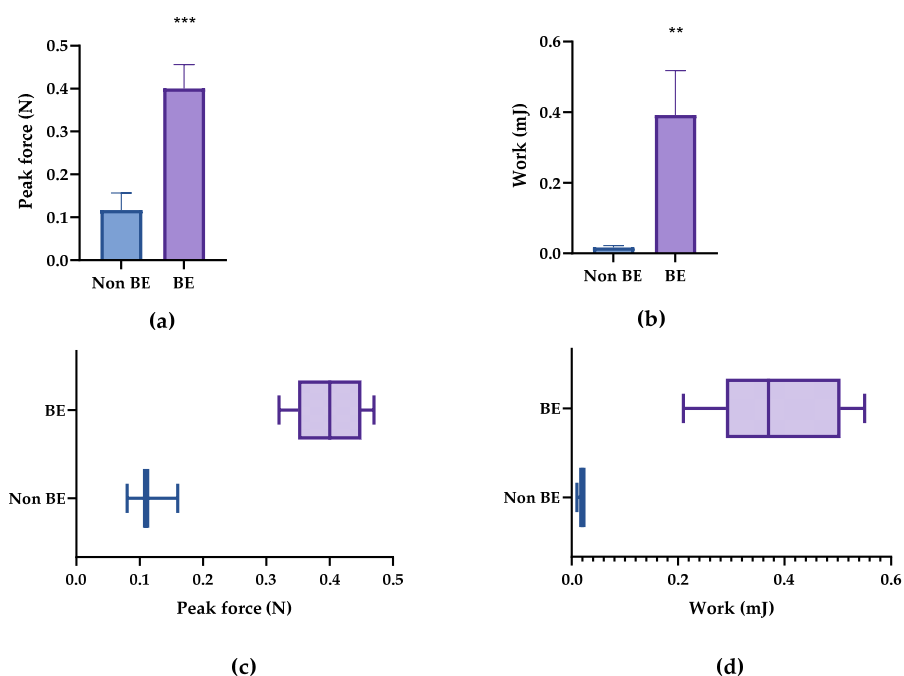 ***
0.5
0.4
0.3
0.2
0.1
0.0
Peak force (N)
Non BE BE
(a)
**
0.6
0.4
0.2
0.0
Work (mJ)
Non BE BE
(b)
BE
Non BE
0.0 0.1 0.2 0.3 0.4 0.5
Peak force (N)
(c)
BE
Non BE
0.0 0.2 0.4 0.6
Work (mJ)
(d)